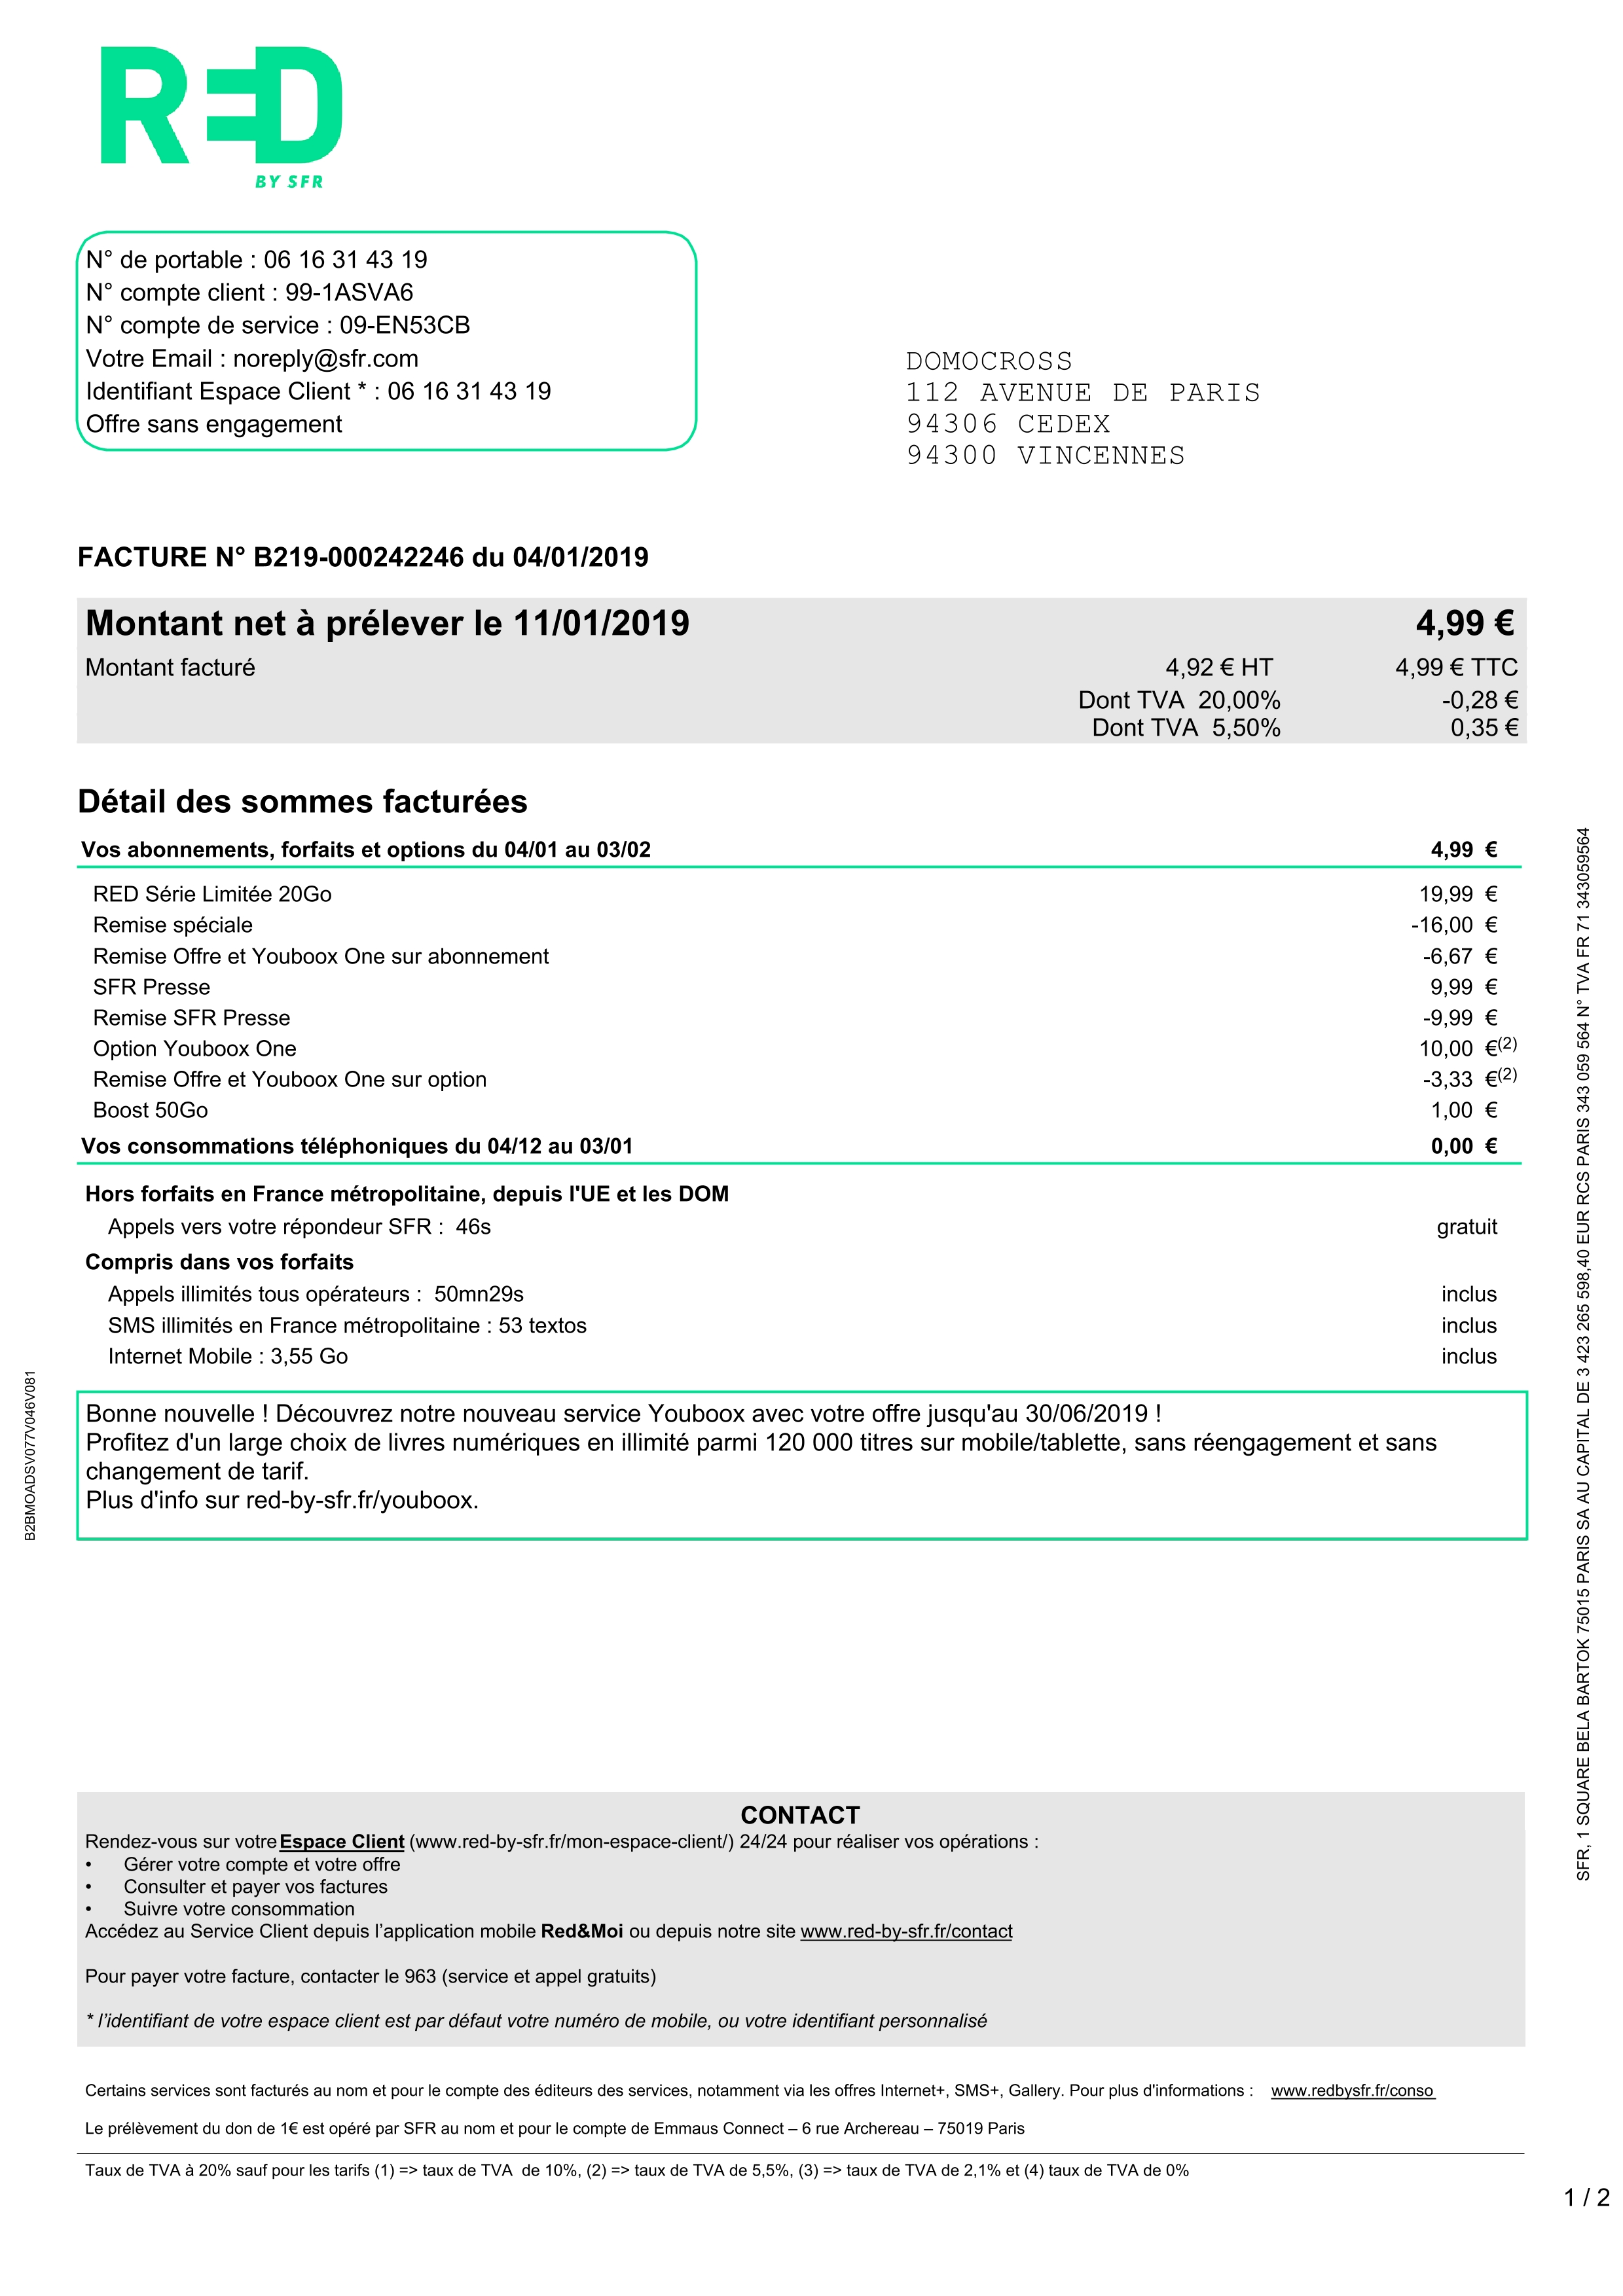 RED
BY SFR
N° de portable : 06 16 31 43 19
N° compte client : 99-1ASVA6
N° compte de service : 09-EN53CB
Votre Email : noreply@sfr.com
Identifiant Espace Client * : 06 16 31 43 19
Offre sans engagement
DOMOCROSS
112 AVENUE DE PARIS
94306 CEDEX
94300 VINCENNES
FACTURE N° B219-000242246 du 04/01/2019
Montant net à prélever le 11/01/2019 4,99 €
Montant facturé 4,92 € HT 4,99 € TTC
Dont TVA 20,00% -0,28 €
Dont TVA 5,50% 0,35 €
Détail des sommes facturées
Vos abonnements, forfaits et options du 04/01 au 03/02 4,99 €
RED Série Limitée 20Go 19,99 €
Remise spéciale -16,00 €
Remise Offre et Youboox One sur abonnement -6,67 €
SFR Presse 9,99 €
Remise SFR Presse -9,99 €
Option Youboox One 10,00 €(2)
Remise Offre et Youboox One sur option -3,33 €(2)
Boost 50Go 1,00 €
Vos consommations téléphoniques du 04/12 au 03/01 0,00 €
Hors forfaits en France métropolitaine, depuis l'UE et les DOM
Appels vers votre répondeur SFR : 46s gratuit
Compris dans vos forfaits
Appels illimités tous opérateurs : 50mn29s inclus
SMS illimités en France métropolitaine : 53 textos inclus
Internet Mobile : 3,55 Go inclus
Bonne nouvelle ! Découvrez notre nouveau service Youboox avec votre offre jusqu'au 30/06/2019 !
Profitez d'un large choix de livres numériques en illimité parmi 120 000 titres sur mobile/tablette, sans réengagement et sans
changement de tarif.
Plus d'info sur red-by-sfr.fr/youboox.
B2BMOADSV077V046V081
SFR, 1 SQUARE BELA BARTOK 75015 PARIS SA AU CAPITAL DE 3 423 265 598,40 EUR RCS PARIS 343 059 564 N° TVA FR 71 343059564
CONTACT
Rendez-vous sur votre Espace Client (www.red-by-sfr.fr/mon-espace-client/) 24/24 pour réaliser vos opérations :
• Gérer votre compte et votre offre
• Consulter et payer vos factures
• Suivre votre consommation
Accédez au Service Client depuis l’application mobile Red&Moi ou depuis notre site www.red-by-sfr.fr/contact
Pour payer votre facture, contacter le 963 (service et appel gratuits)
* l’identifiant de votre espace client est par défaut votre numéro de mobile, ou votre identifiant personnalisé
Certains services sont facturés au nom et pour le compte des éditeurs des services, notamment via les offres Internet+, SMS+, Gallery. Pour plus d'informations : www.redbysfr.fr/conso
Le prélèvement du don de 1€ est opéré par SFR au nom et pour le compte de Emmaus Connect – 6 rue Archereau – 75019 Paris
Taux de TVA à 20% sauf pour les tarifs (1) => taux de TVA de 10%, (2) => taux de TVA de 5,5%, (3) => taux de TVA de 2,1% et (4) taux de TVA de 0%
1 / 2